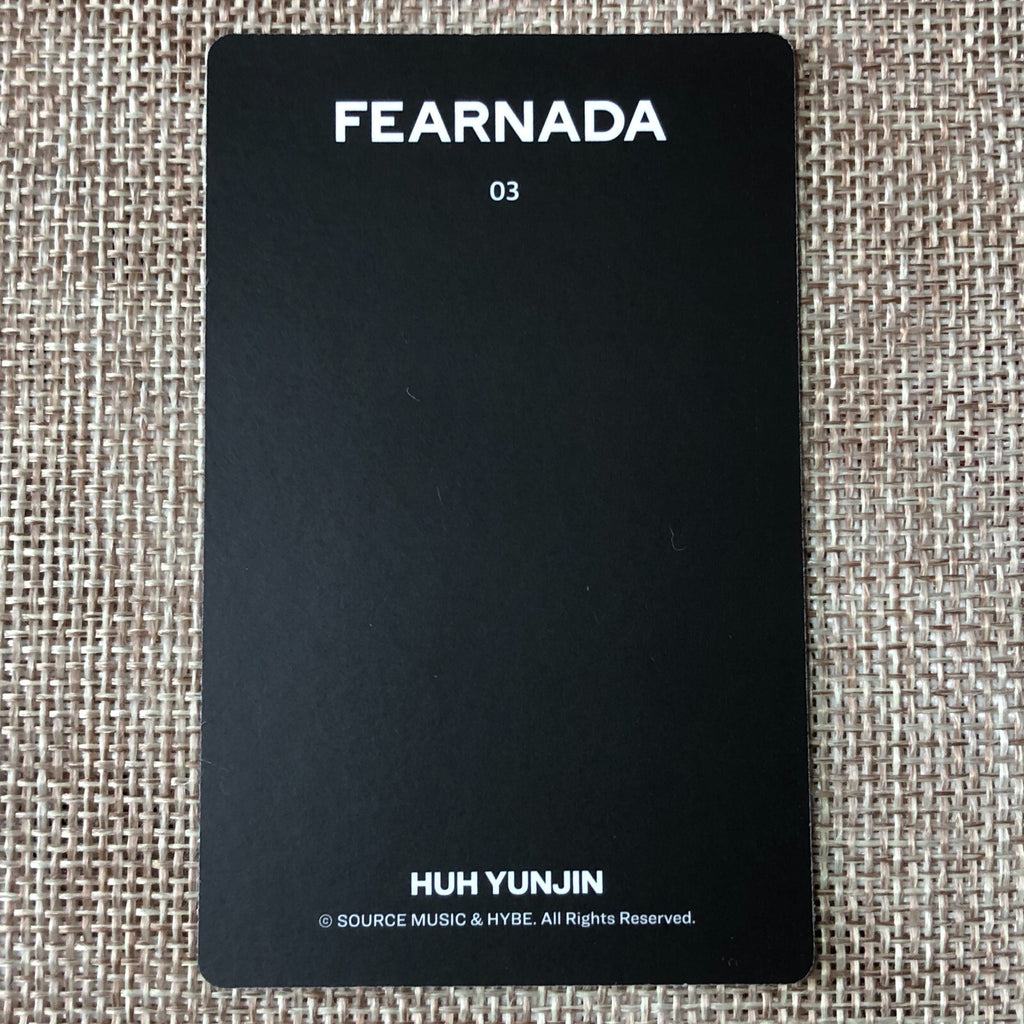 FEARNADA
03
HUH YUNJIN
© SOURCE MUSIC & HYBE. All Rights Reserved.